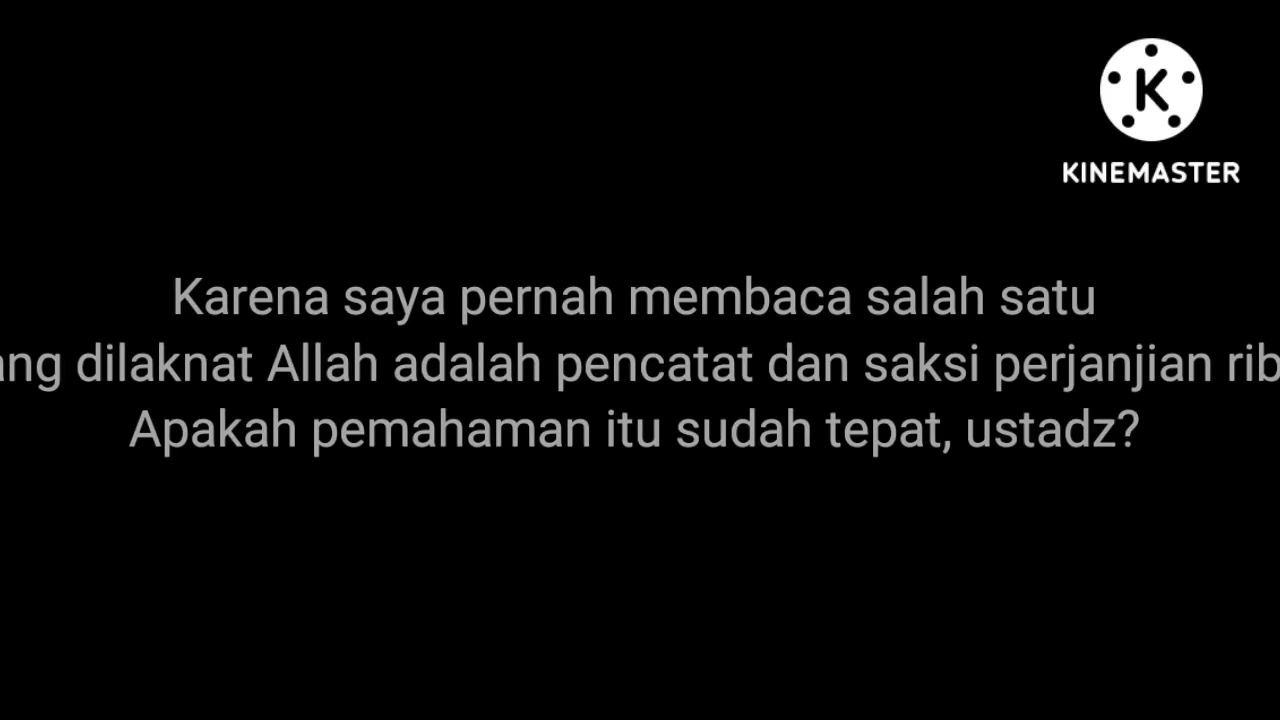 K
KINEMASTER
Karena saya pernah membaca salah satu
ang dilaknat Allah adalah pencatat dan saksi perjanjian rib
Apakah pemahaman itu sudah tepat, ustadz?